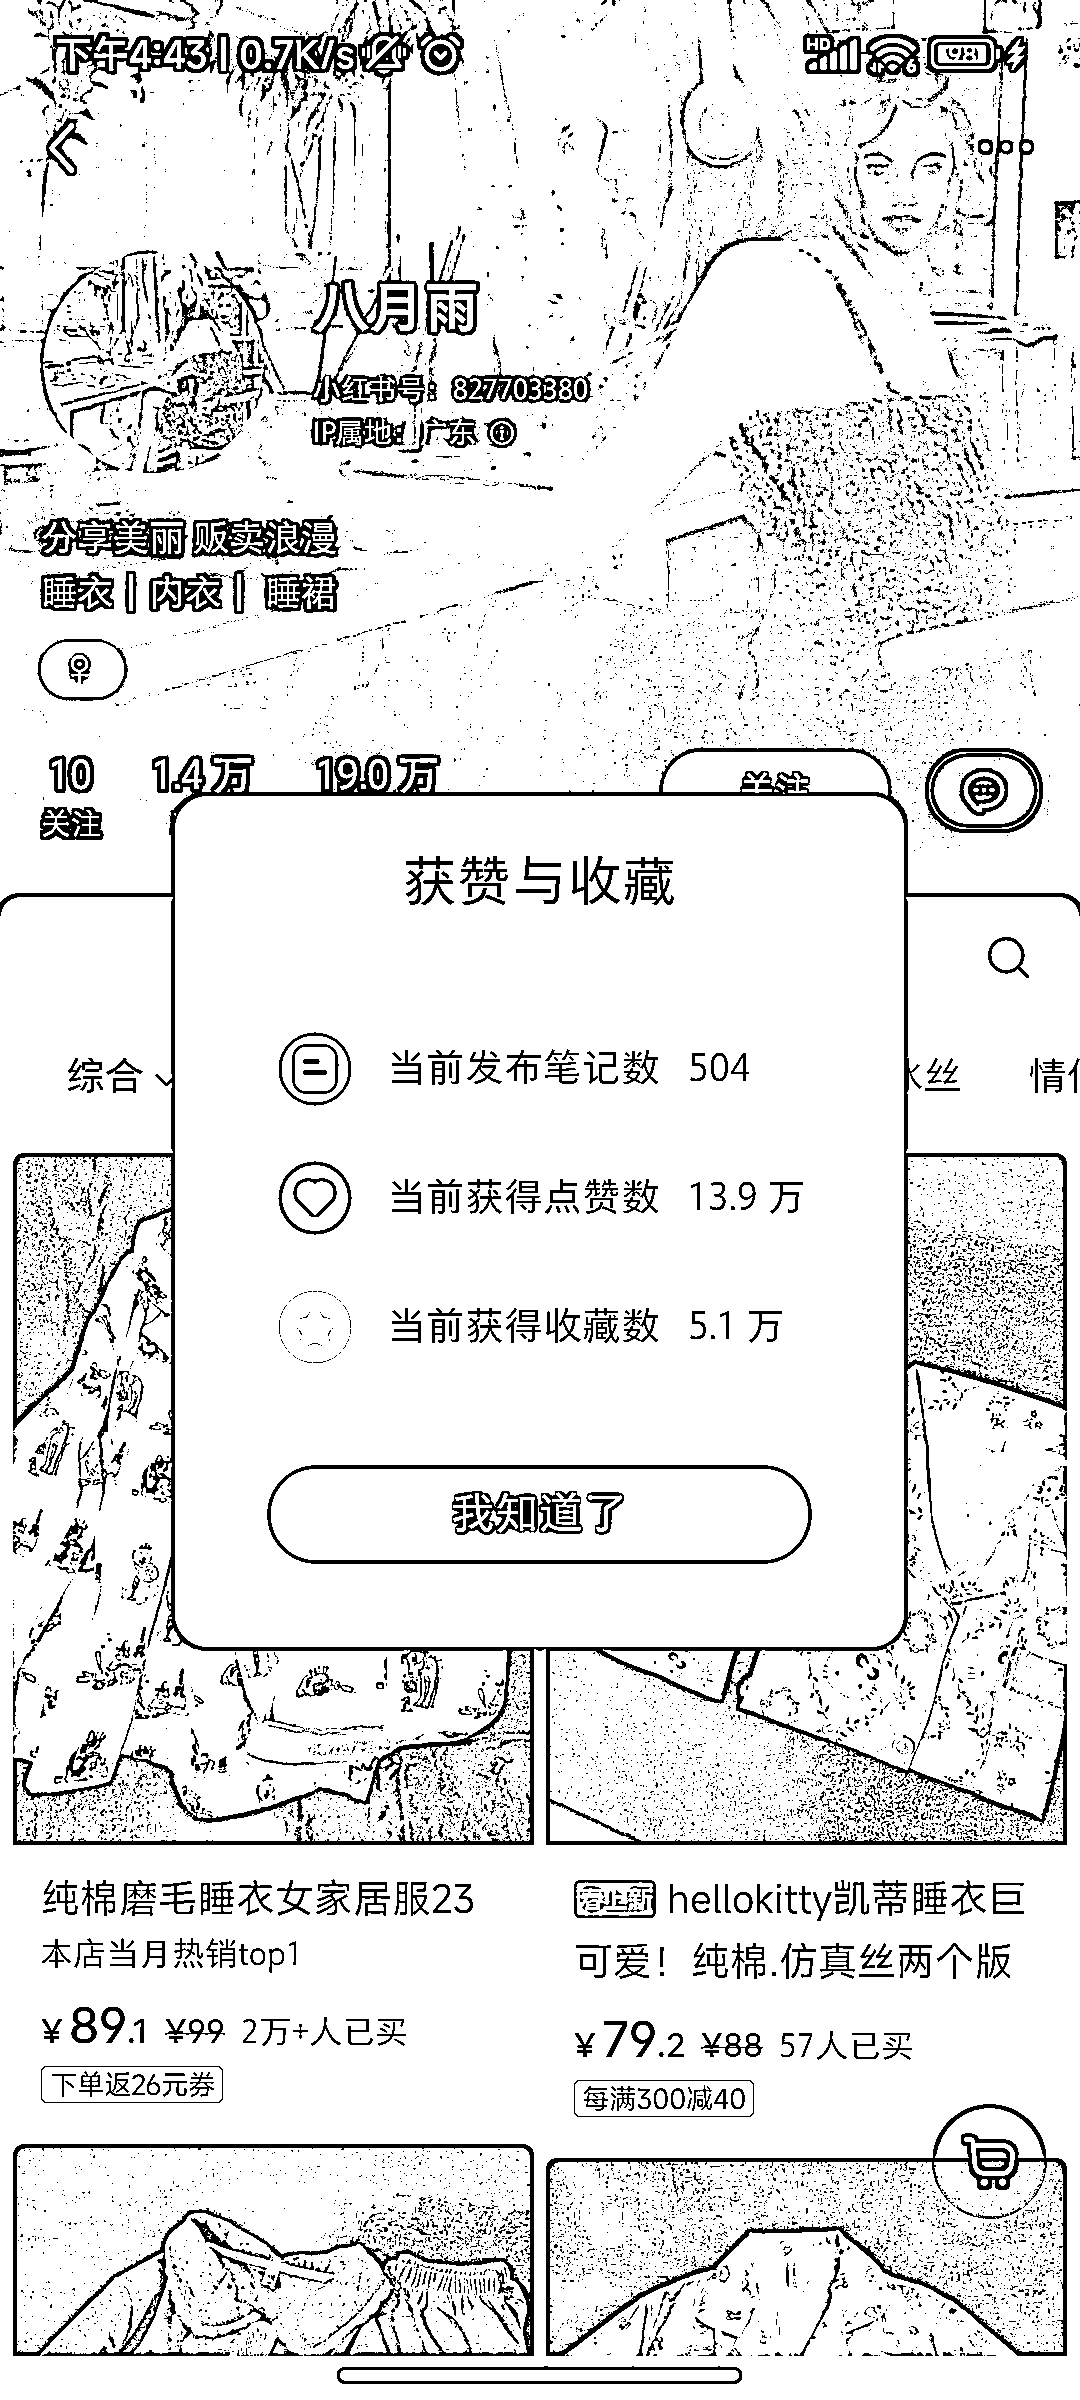 下午4:43 | 0.7K/s
HD
98
八月雨
小红书号：827703380
IP属地：广东
分享美丽 贩卖浪漫
睡衣 | 内衣 | 睡裙
10 1.4万 19.0万
关注
关注
获赞与收藏
综合
丝
当前发布笔记数 504
当前获得点赞数 13.9 万
当前获得收藏数 5.1 万
我知道了
纯棉磨毛睡衣女家居服23
本店当月热销top1
¥89.1 ¥99 2万+人已买
下单返26元券
春上新 hellokitty凯蒂睡衣巨
可爱！纯棉.仿真丝两个版
¥79.2 ¥88 57人已买
每满300减40